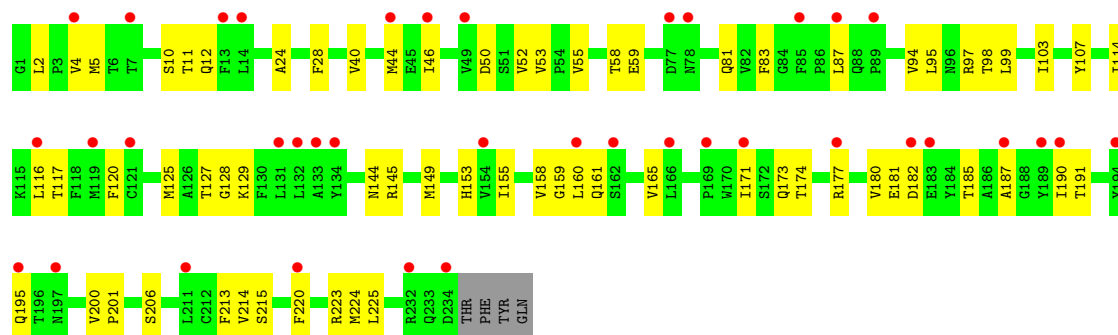 G1 L2 P3 V4 M5 T6 T7 S10 T11 Q12 F13 L14 A24 F28 V40 M44 E45 I46 V49 D50 S51 V52 V53 P54 V55 T58 E59 D77 N78 Q81 V82 F83 G84 F85 P86 L87 Q88 P89 V94 L95 N96 R97 T98 L99 I103 Y107 I114
K115 L116 T117 F118 M119 F120 C121 M125 A126 T127 G128 K129 F130 L131 L132 A133 Y134 N144 R145 M149 H153 V154 I155 V158 G159 L160 Q161 S162 V165 L166 P169 W170 I171 S172 Q173 T174 R177 V180 E181 D182 E183 Y184 T185 A186 A187 G188 Y189 I190 T191 Y194
Q195 T196 N197 V200 P201 S206 L211 C212 F213 V214 S215 F220 R223 M224 L225 R232 Q233 D234 THR PHE TYR GLN